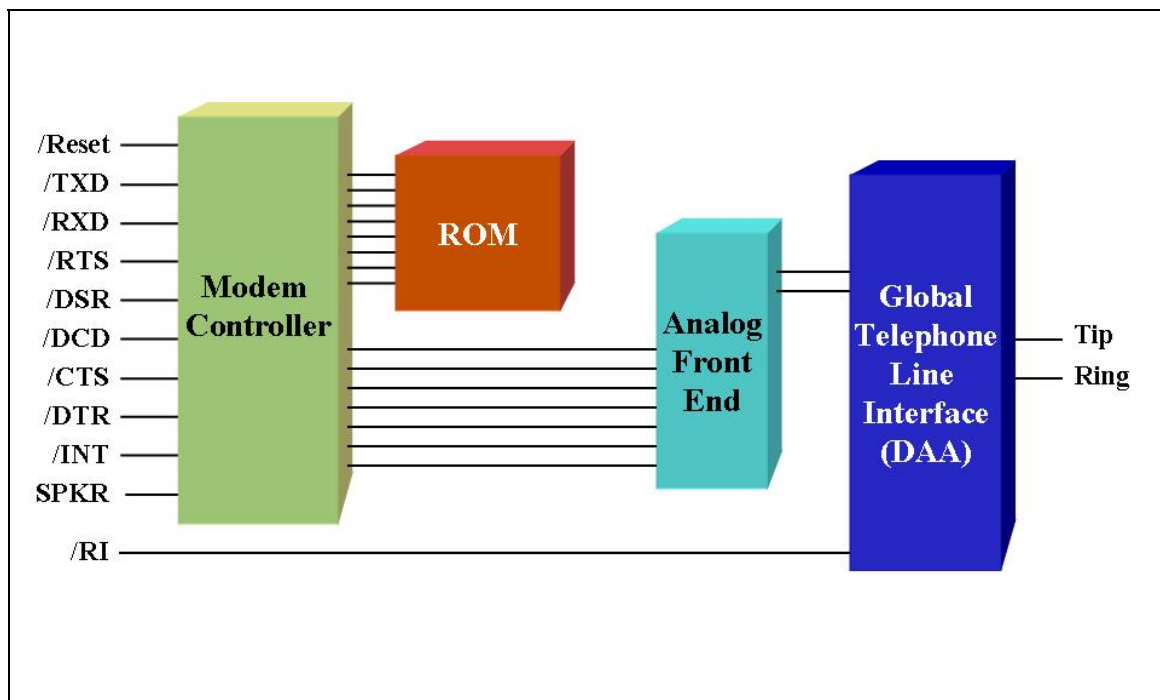 /Reset
/TXD
/RXD
/RTS
/DSR
/DCD
/CTS
/DTR
/INT
SPKR
/RI
Modem
Controller
ROM
Analog
Front
End
Global
Telephone
Line
Interface
(DAA)
Tip
Ring